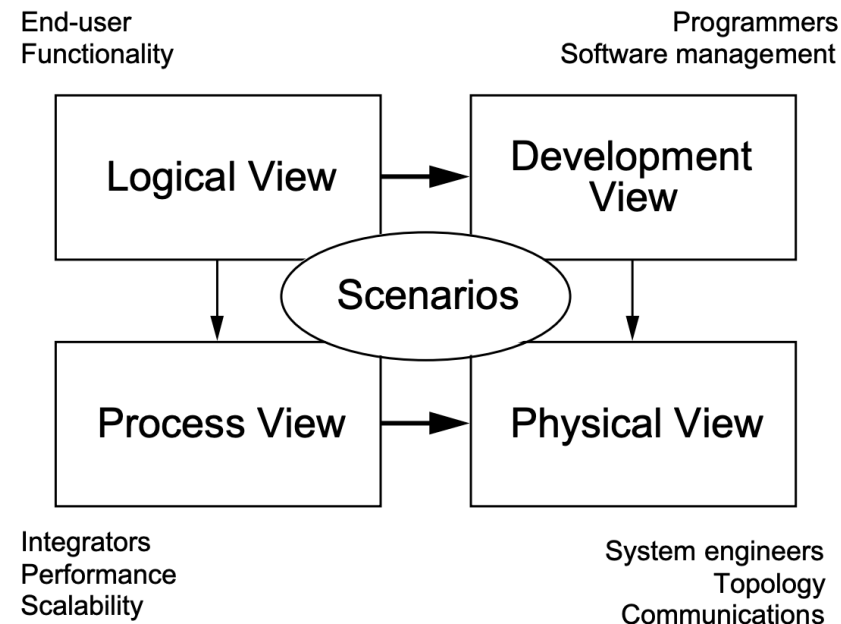 End-user
Functionality
Programmers
Software management
Logical View
Development
View
Scenarios
Process View
Physical View
Integrators
Performance
Scalability
System engineers
Topology
Communications